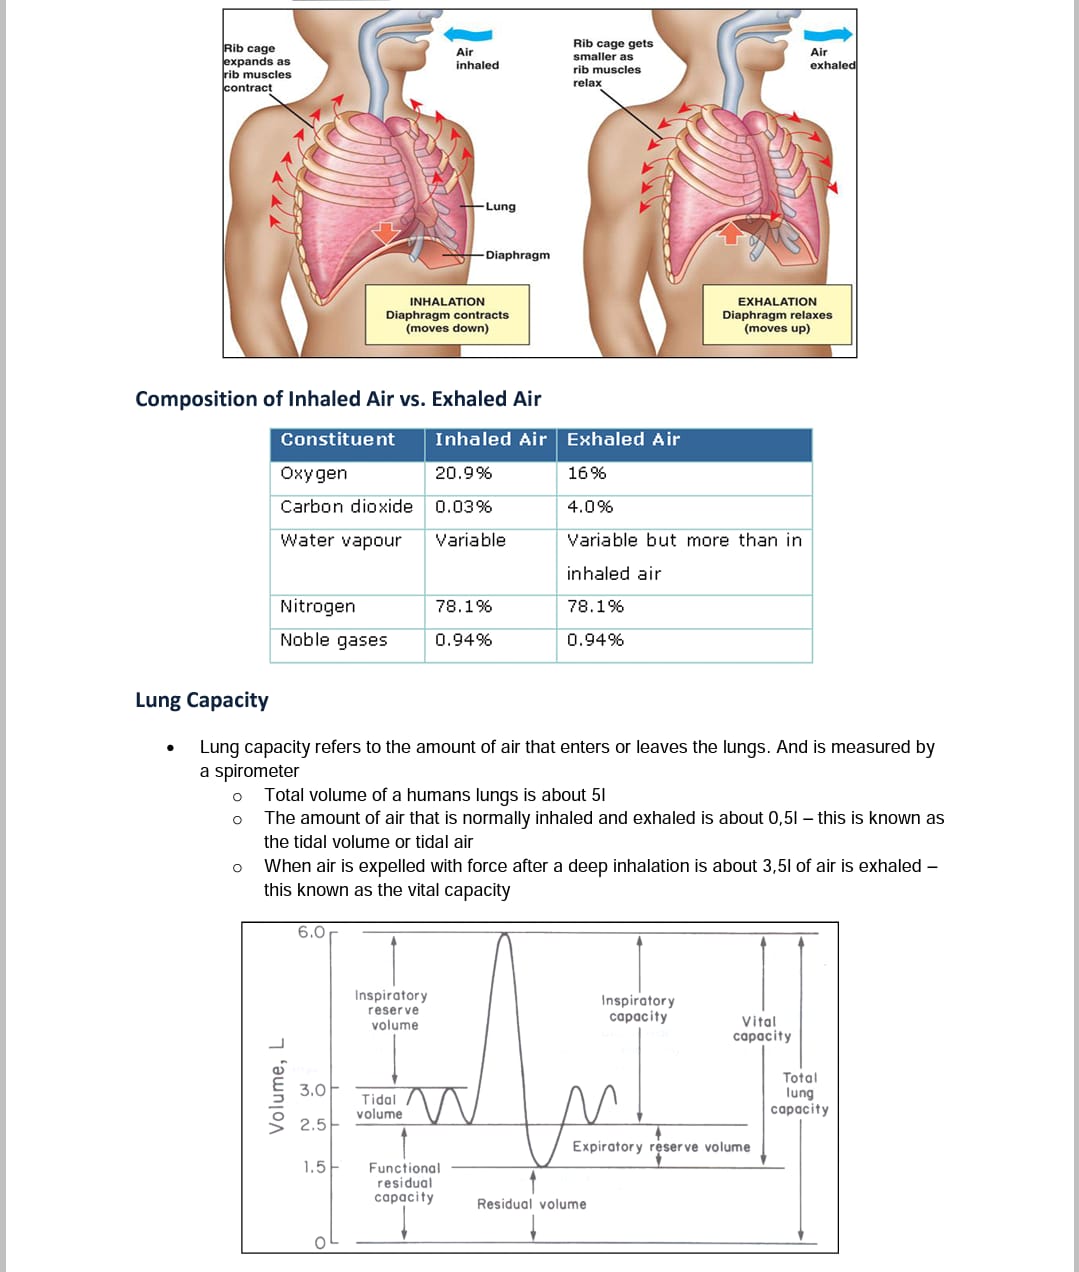 Rib cage
expands as
rib muscles
contract
Air
inhaled
Lung
Diaphragm
INHALATION
Diaphragm contracts
(moves down)
Rib cage gets
smaller as
rib muscles
relax
Air
exhaled
EXHALATION
Diaphragm relaxes
(moves up)
Composition of Inhaled Air vs. Exhaled Air
Constituent Inhaled Air Exhaled Air
Oxygen 20.9% 16%
Carbon dioxide 0.03% 4.0%
Water vapour Variable Variable but more than in
inhaled air
Nitrogen 78.1% 78.1%
Noble gases 0.94% 0.94%
Lung Capacity
• Lung capacity refers to the amount of air that enters or leaves the lungs. And is measured by
a spirometer
o Total volume of a humans lungs is about 5l
o The amount of air that is normally inhaled and exhaled is about 0,5l – this is known as
the tidal volume or tidal air
o When air is expelled with force after a deep inhalation is about 3,5l of air is exhaled –
this known as the vital capacity
Volume, L
6.0
3.0
2.5
1.5
0
Inspiratory
reserve
volume
Tidal
volume
Functional
residual
capacity
Residual volume
Inspiratory
capacity
Expiratory reserve volume
Vital
capacity
Total
lung
capacity